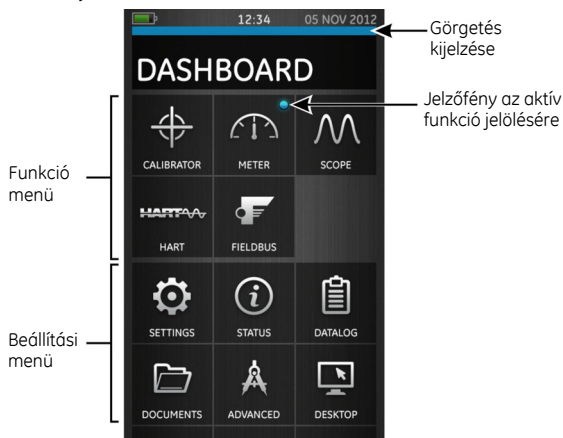 12:34 05 NOV 2012
Görgetés
kijelzése
DASHBOARD
Jelzőfény az aktív
funkció jelölésére
Funkció
menü
CALIBRATOR METER SCOPE
HART
HART FIELDBUS
Beállítási
menü
SETTINGS STATUS DATALOG
DOCUMENTS ADVANCED DESKTOP